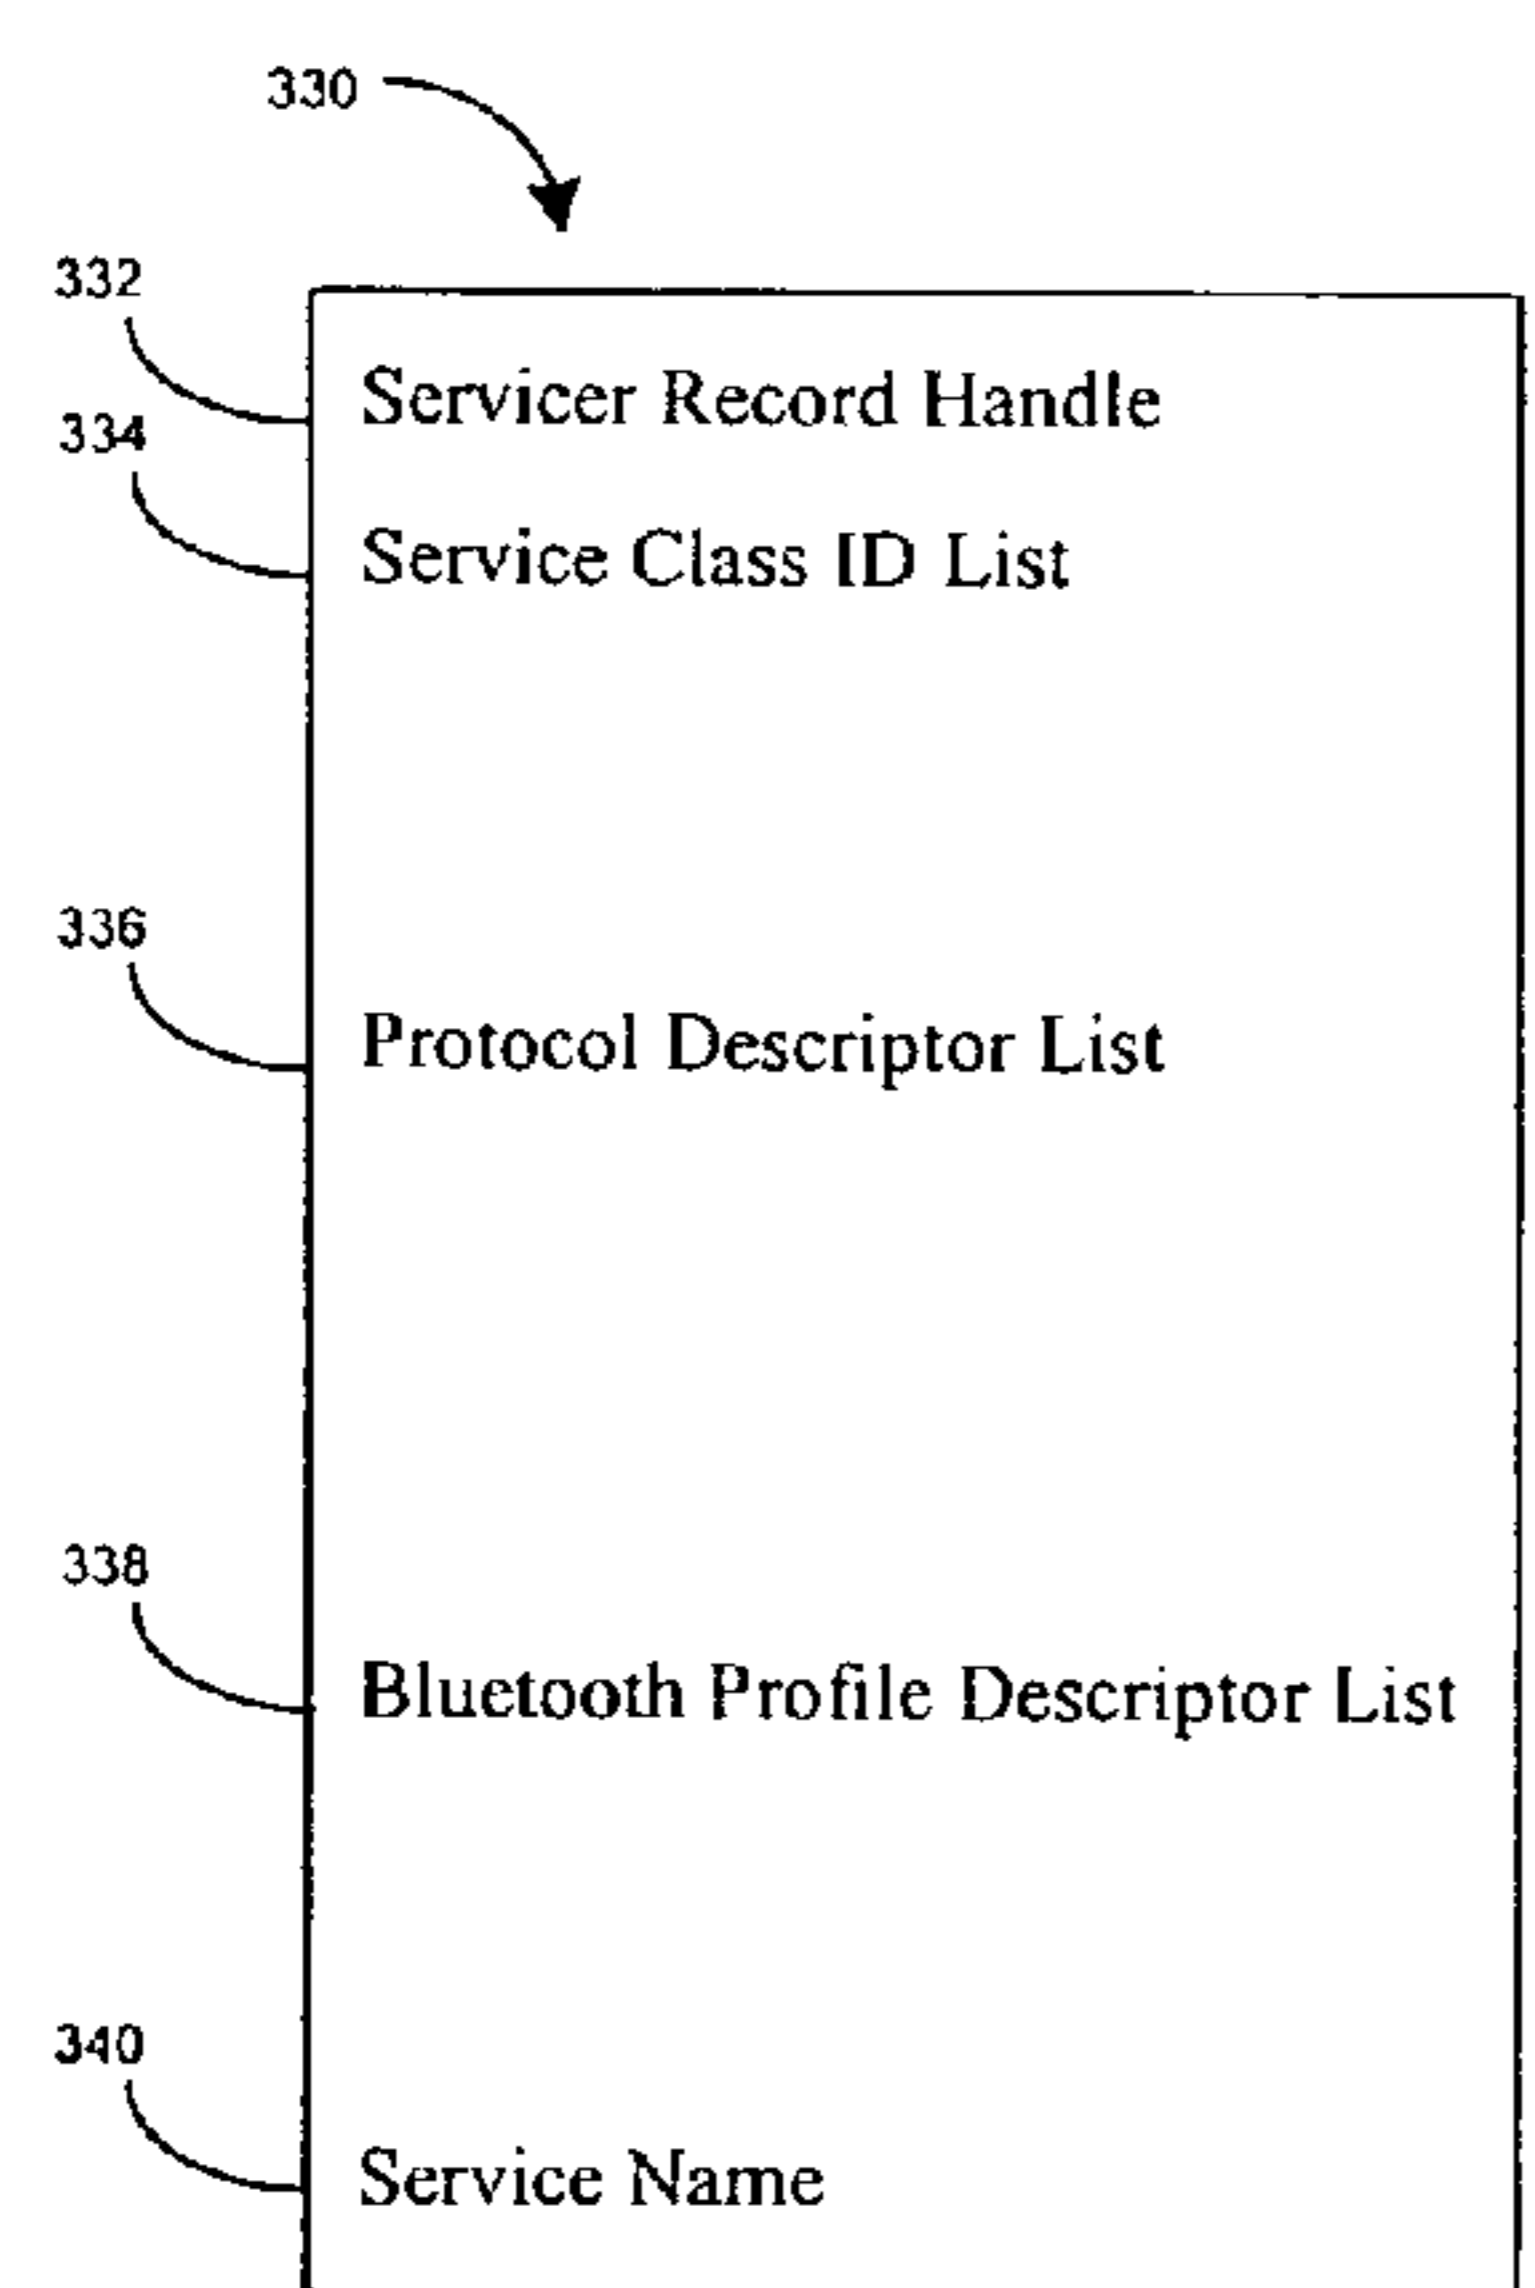 330
332
Servicer Record Handle
334
Service Class ID List
336
Protocol Descriptor List
338
Bluetooth Profile Descriptor List
340
Service Name